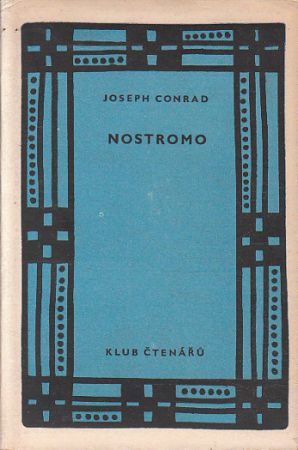 JOSEPH CONRAD
NOSTROMO
KLUB ČTENÁŘŮ